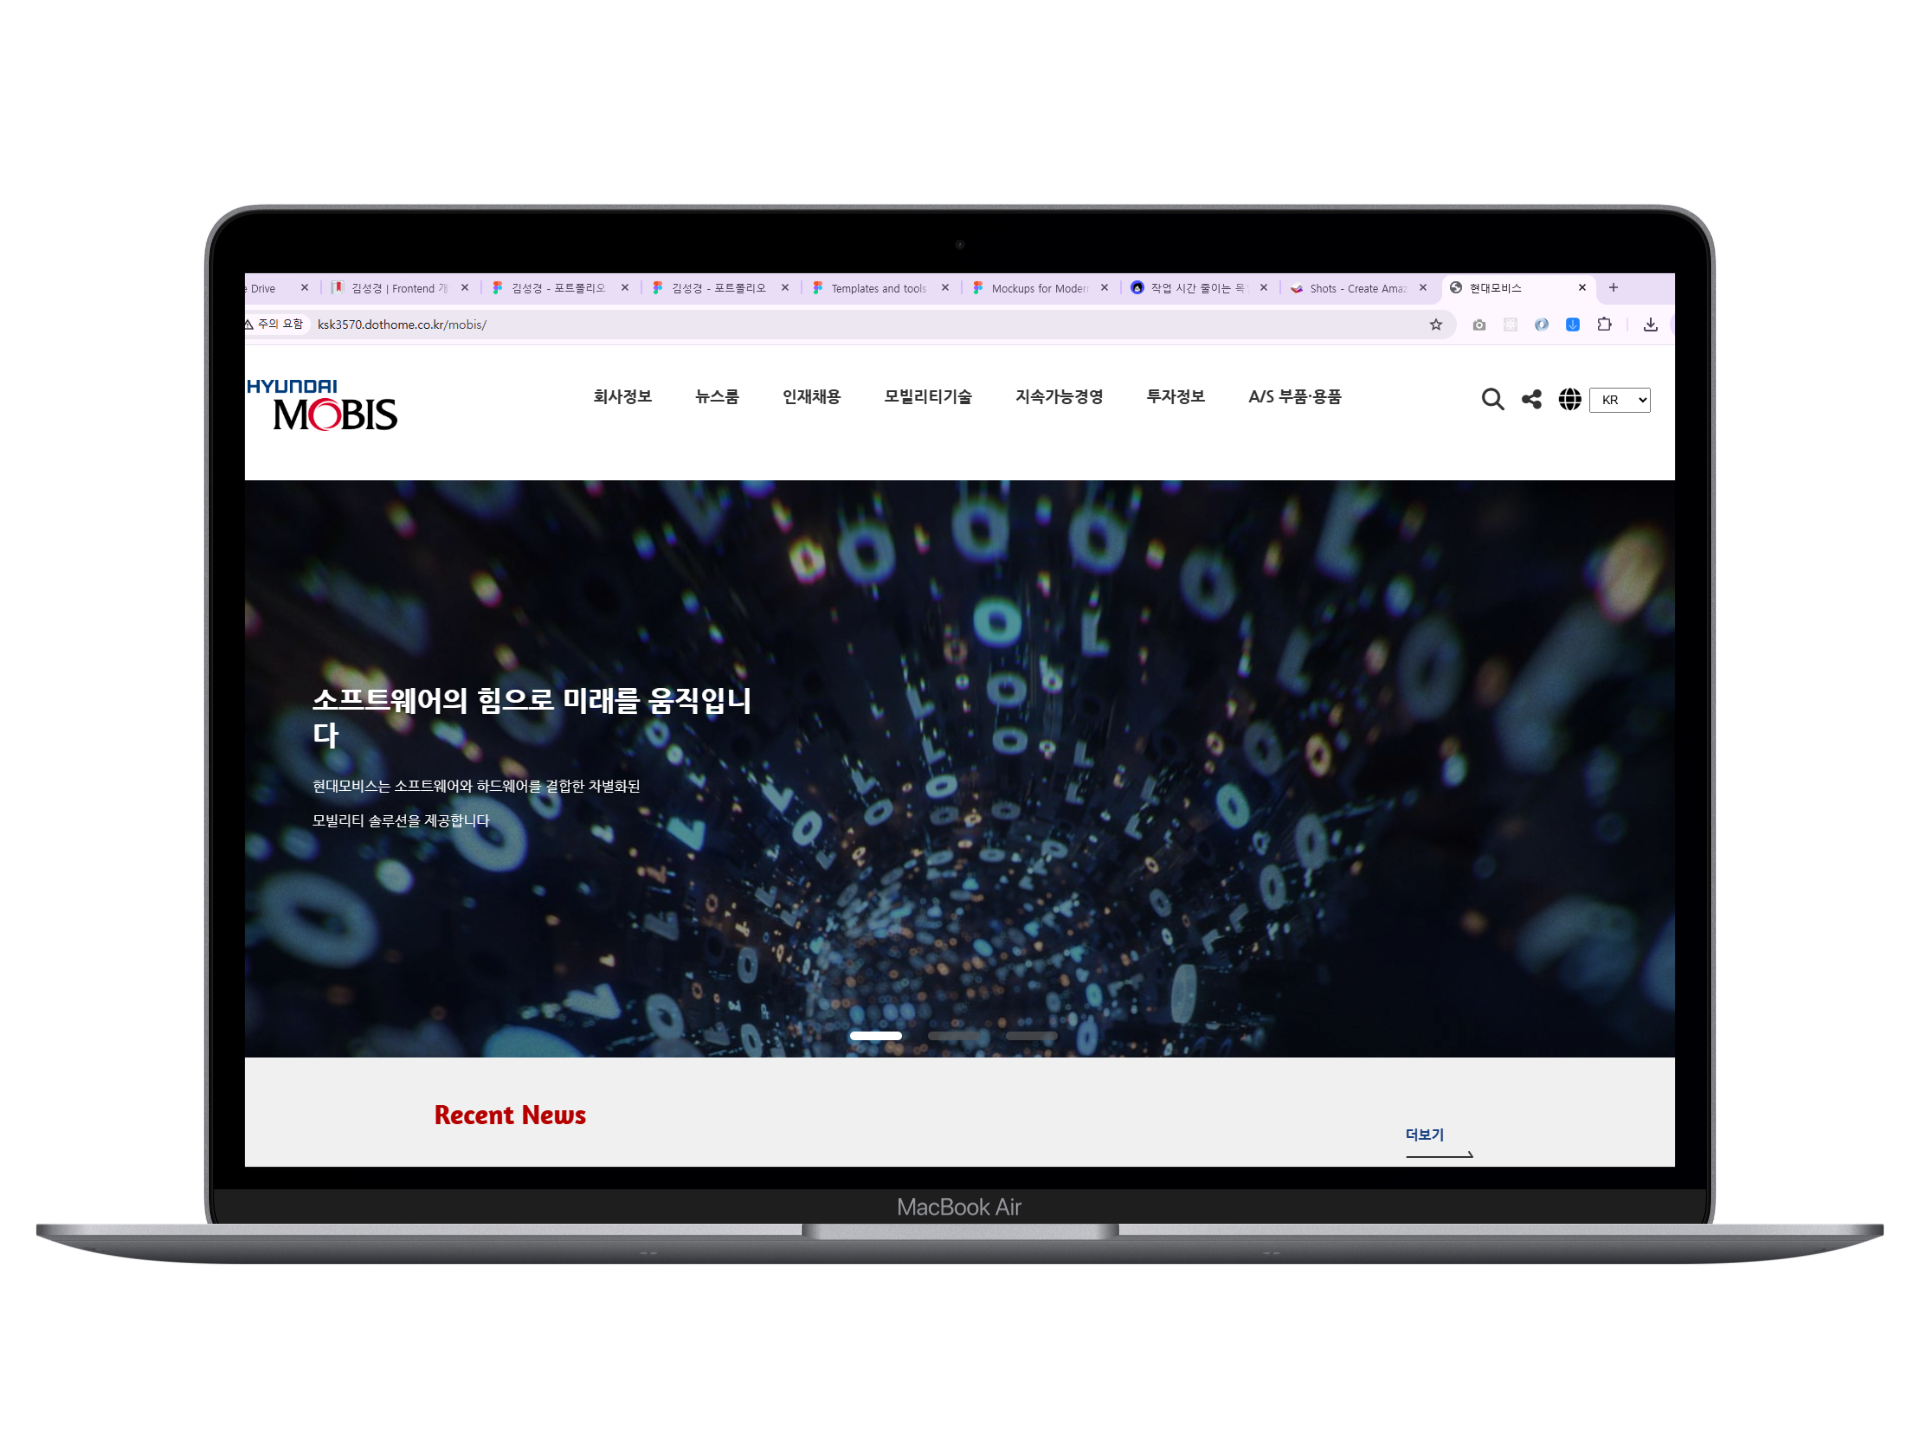 e Drive
김성경 | Frontend 개
김성경 - 포트폴리오
김성경 - 포트폴리오
Templates and tools
Mockups for Modern
작업 시간 줄이는 목
Shots - Create Amaz
현대모비스
주의 요함 ksk3570.dothome.co.kr/mobis/
HYUNDAI
MOBIS
회사정보 뉴스룸 인재채용 모빌리티기술 지속가능경영 투자정보 A/S 부품·용품
KR
소프트웨어의 힘으로 미래를 움직입니
다
현대모비스는 소프트웨어와 하드웨어를 결합한 차별화된
모빌리티 솔루션을 제공합니다
Recent News
더보기
MacBook Air